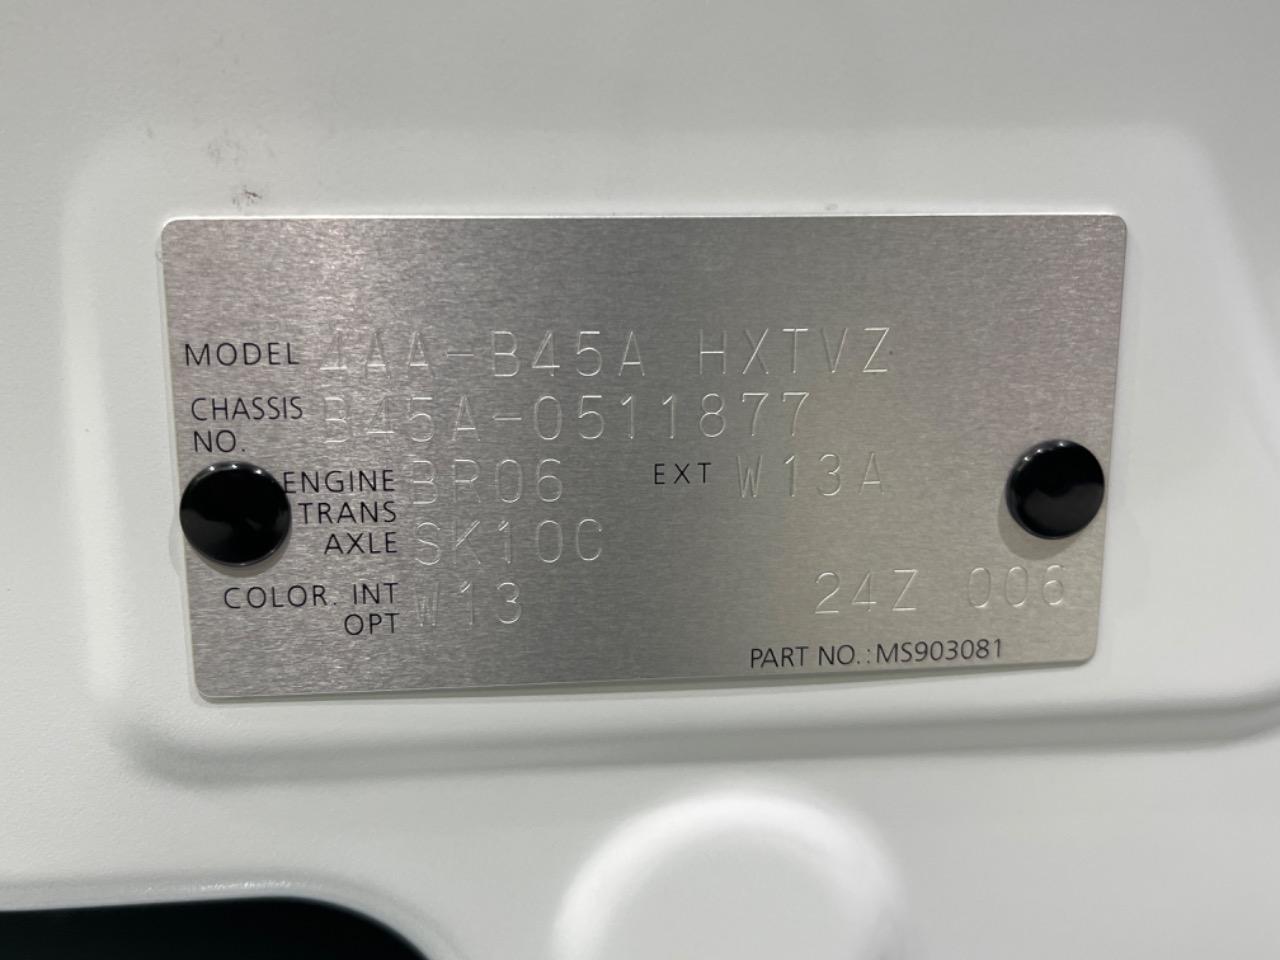 MODEL 4AA-B45A HXTVZ
CHASSIS NO. B45A-0511877
ENGINE BR06 EXT W13A
TRANS AXLE SK10C
COLOR. INT OPT W13 24Z 006
PART NO.:MS903081